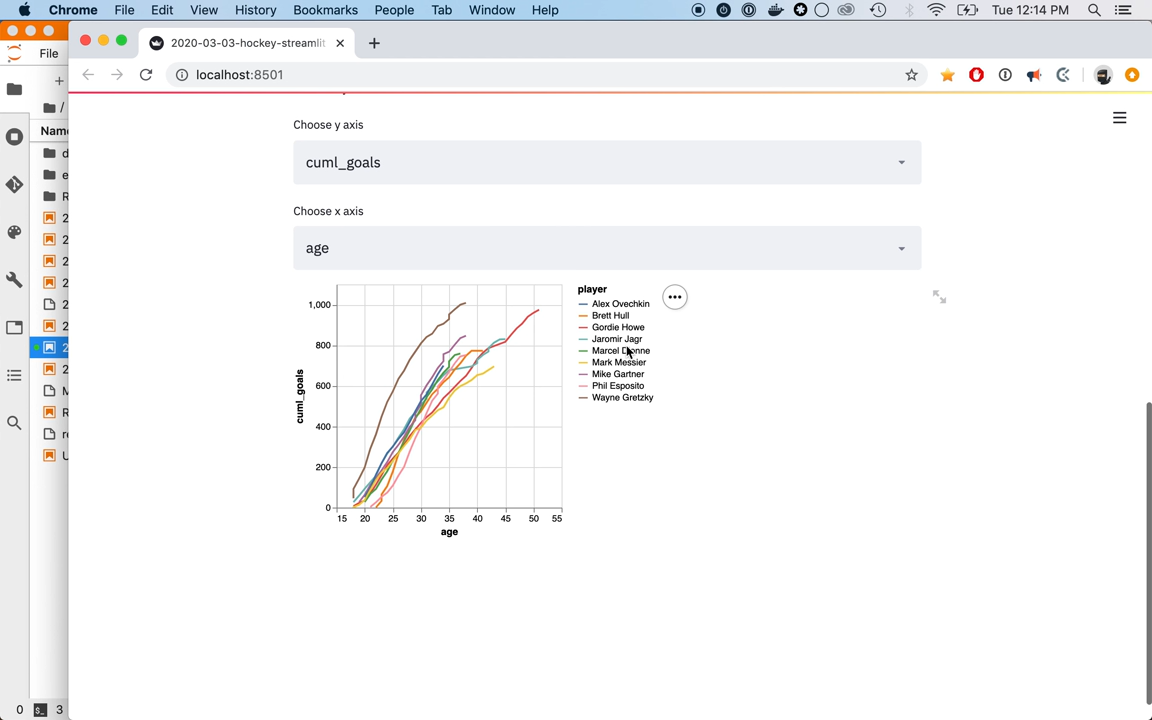 Chrome File Edit View History Bookmarks People Tab Window Help Tue 12:14 PM
File
2020-03-03-hockey-streamlit
localhost:8501
/
Name
Choose y axis
cuml_goals
Choose x axis
age
player
Alex Ovechkin
Brett Hull
Gordie Howe
Jaromir Jagr
Marcel
Mark Messier
Mike Gartner
Phil Esposito
Wayne Gretzky
1,000
800
600
400
200
0
cuml_goals
15 20 25 30 35 40 45 50 55
age
0 $_ 3